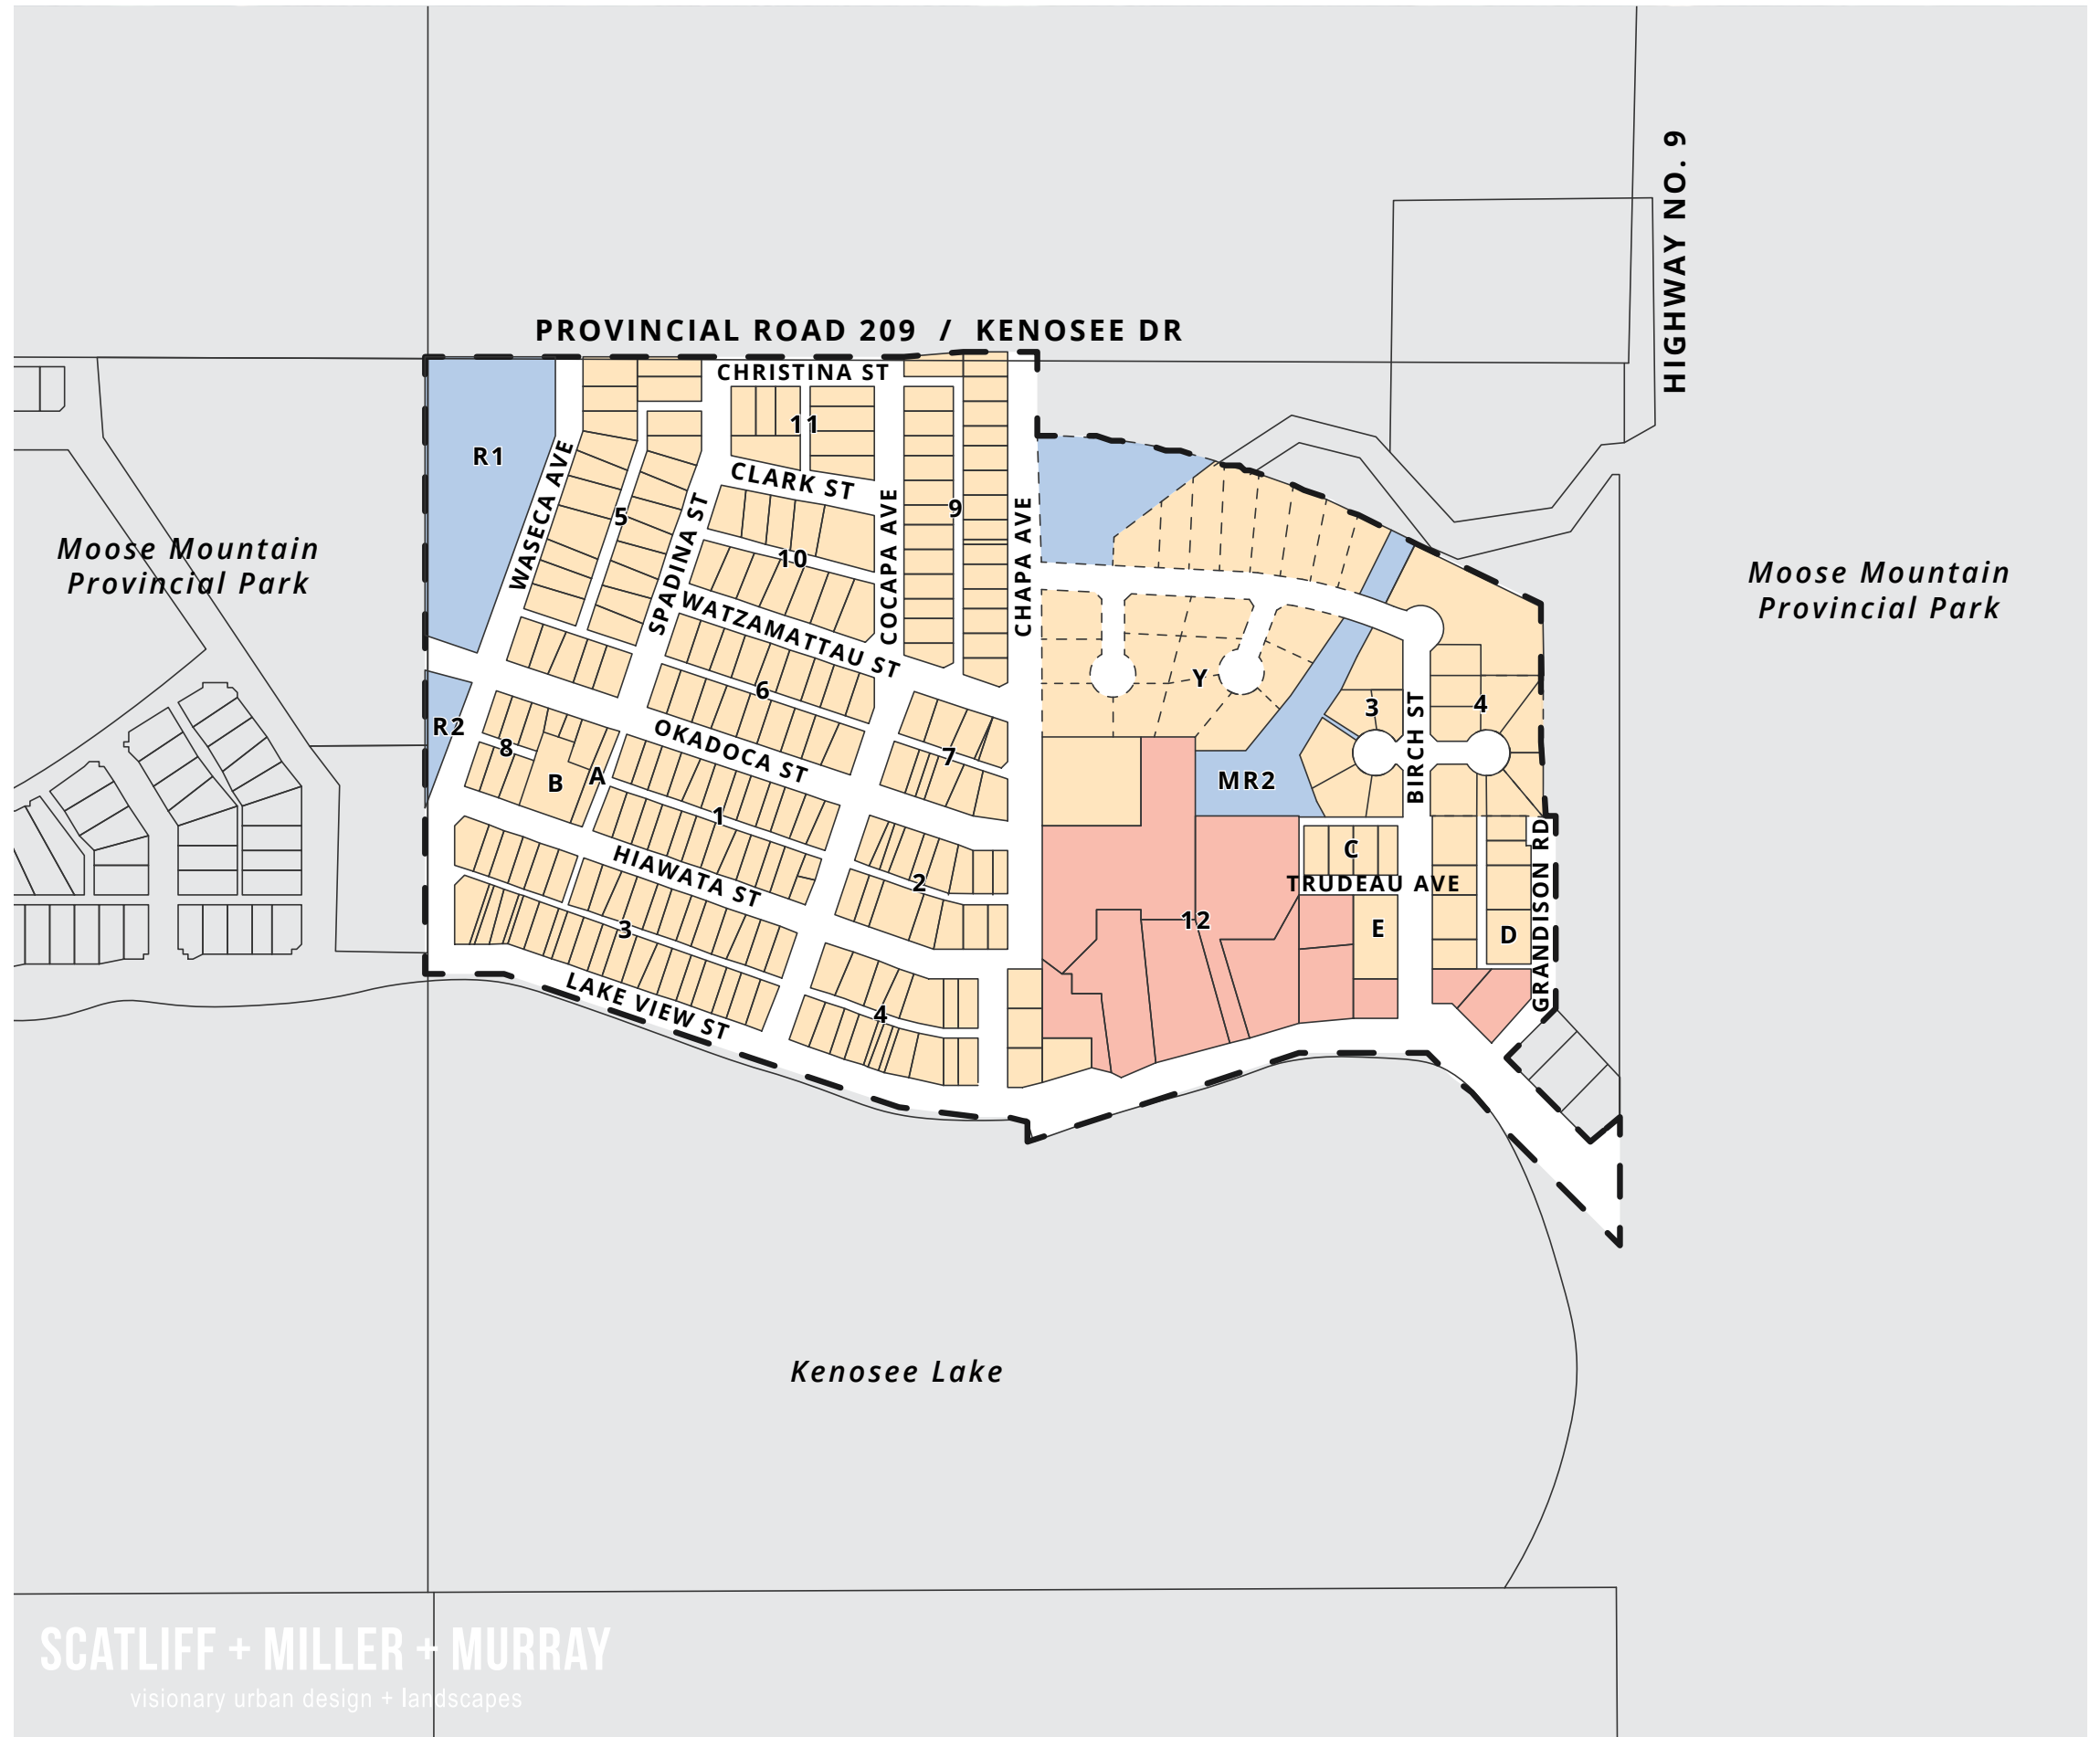 HIGHWAY NO. 9
PROVINCIAL ROAD 209 / KENOSEE DR
CHRISTINA ST
11
R1
CLARK ST
WASECA AVE
5
SPADINA ST
10
COCAPA AVE
9
CHAPA AVE
Moose Mountain
Provincial Park
Moose Mountain
Provincial Park
WATZAMATTAU ST
6
Y
3
4
BIRCH ST
R2
8
OKADOCA ST
7
B
A
MR2
1
C
HIAWATA ST
2
TRUDEAU AVE
GRANDISON RD
12
3
E
D
LAKE VIEW ST
4
Kenosee Lake
SCATLIFF + MILLER + MURRAY
visionary urban design + landscapes